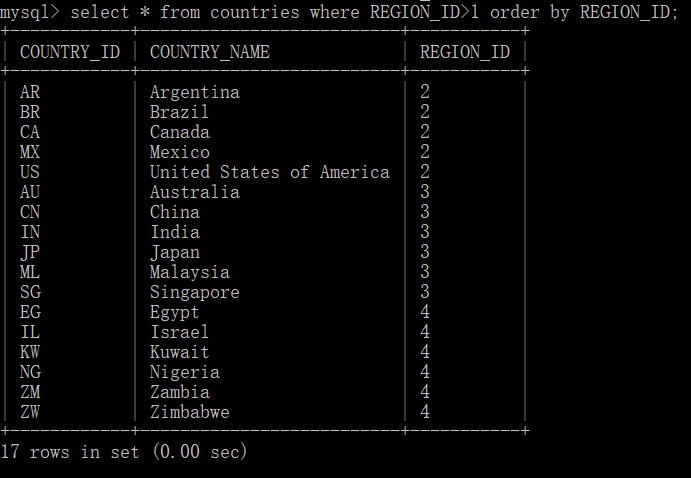 mysql> select * from countries where REGION_ID>1 order by REGION_ID;
+------------+--------------------------+-----------+
| COUNTRY_ID | COUNTRY_NAME             | REGION_ID |
+------------+--------------------------+-----------+
| AR         | Argentina                | 2         |
| BR         | Brazil                   | 2         |
| CA         | Canada                   | 2         |
| MX         | Mexico                   | 2         |
| US         | United States of America | 2         |
| AU         | Australia                | 3         |
| CN         | China                    | 3         |
| IN         | India                    | 3         |
| JP         | Japan                    | 3         |
| ML         | Malaysia                 | 3         |
| SG         | Singapore                | 3         |
| EG         | Egypt                    | 4         |
| IL         | Israel                   | 4         |
| KW         | Kuwait                   | 4         |
| NG         | Nigeria                  | 4         |
| ZM         | Zambia                   | 4         |
| ZW         | Zimbabwe                 | 4         |
+------------+--------------------------+-----------+
17 rows in set (0.00 sec)